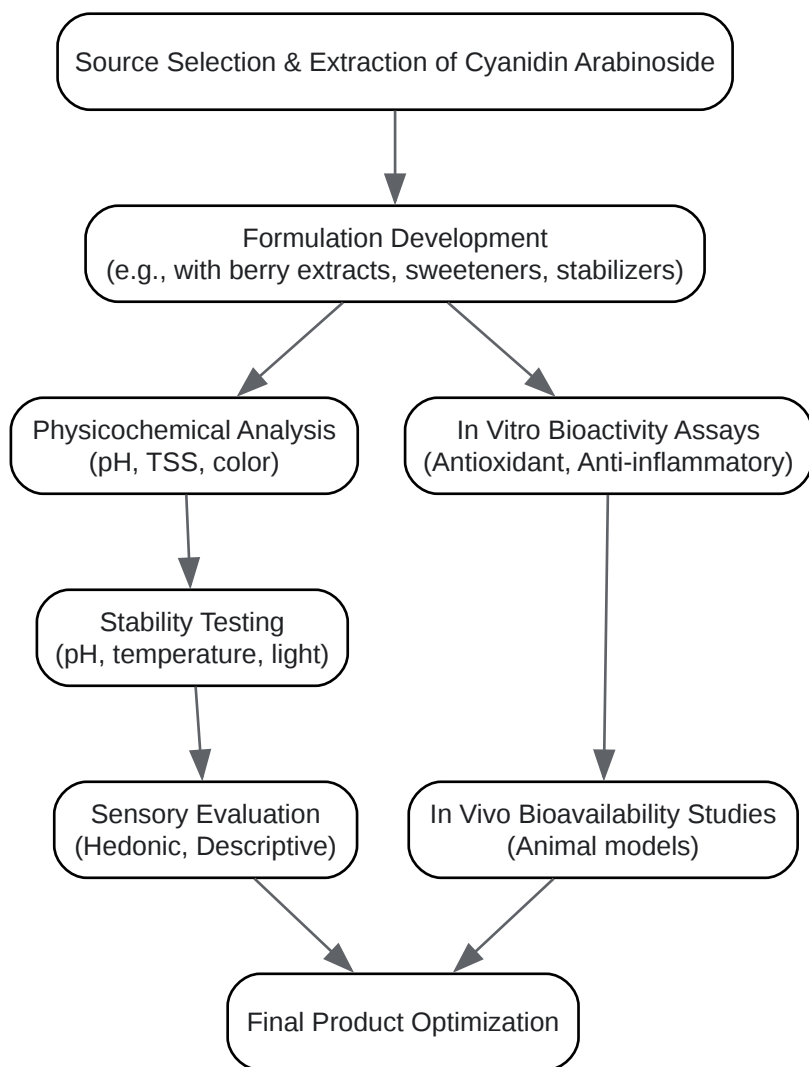 Source Selection & Extraction of Cyanidin Arabinoside
Formulation Development
(e.g., with berry extracts, sweeteners, stabilizers)
Physicochemical Analysis
(pH, TSS, color)
In Vitro Bioactivity Assays
(Antioxidant, Anti-inflammatory)
Stability Testing
(pH, temperature, light)
Sensory Evaluation
(Hedonic, Descriptive)
In Vivo Bioavailability Studies
(Animal models)
Final Product Optimization